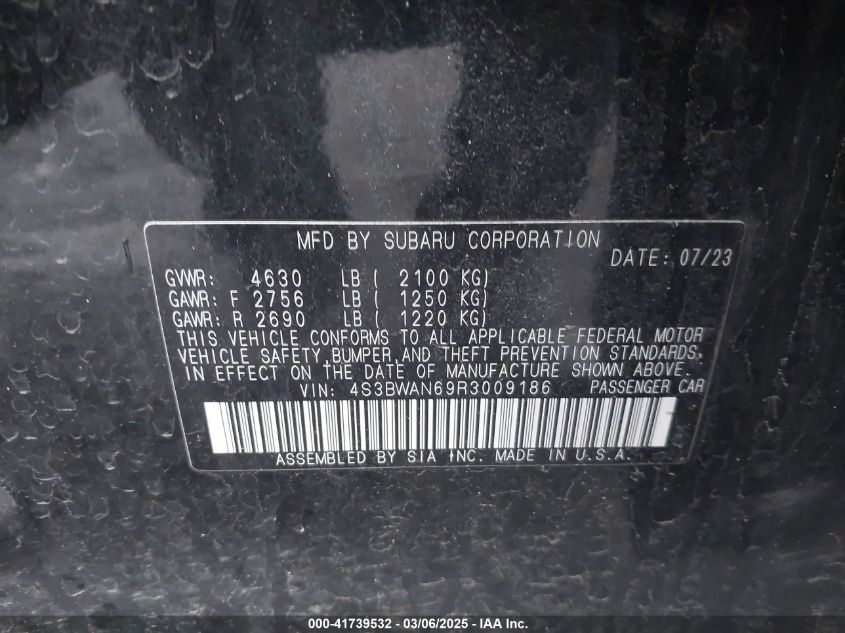 MFD BY SUBARU CORPORATION
DATE: 07/23
GVWR: 4630 LB ( 2100 KG)
GAWR: F 2756 LB ( 1250 KG)
GAWR: R 2690 LB ( 1220 KG)
THIS VEHICLE CONFORMS TO ALL APPLICABLE FEDERAL MOTOR
VEHICLE SAFETY, BUMPER, AND THEFT PREVENTION STANDARDS,
IN EFFECT ON THE DATE OF MANUFACTURE SHOWN ABOVE.
VIN: 4S3BWAN69R3009186 PASSENGER CAR
ASSEMBLED BY SIA INC. MADE IN U.S.A.
000-41739532 - 03/06/2025 - IAA Inc.